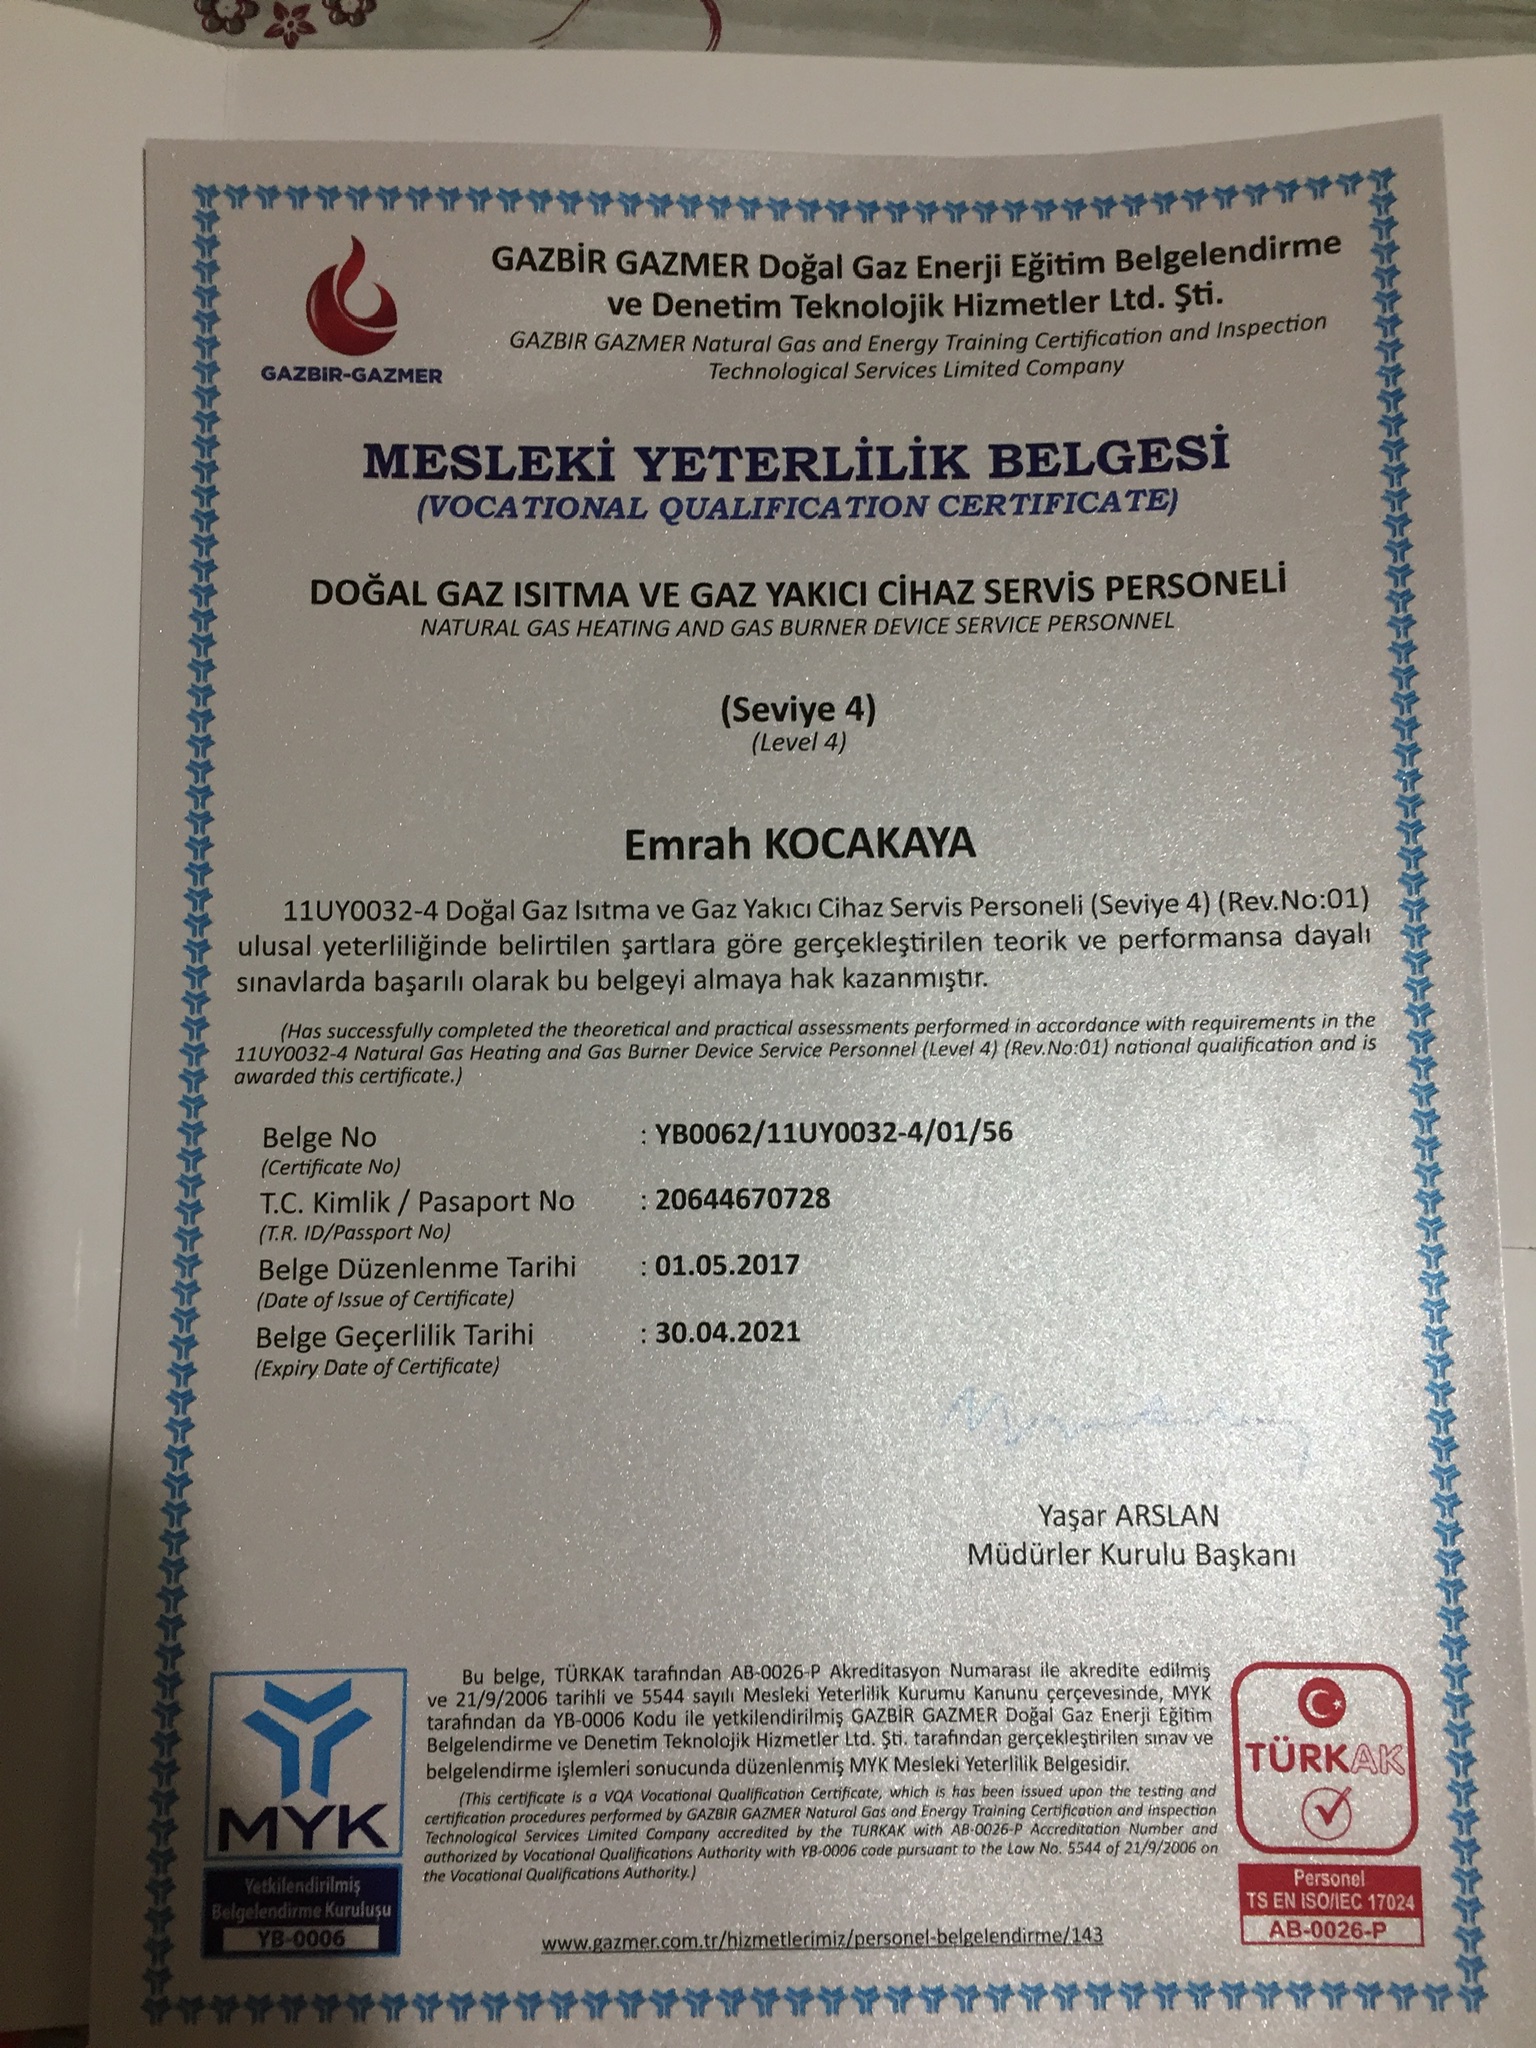 GAZBİR-GAZMER
GAZBİR GAZMER Doğal Gaz Enerji Eğitim Belgelendirme
ve Denetim Teknolojik Hizmetler Ltd. Şti.
GAZBIR GAZMER Natural Gas and Energy Training Certification and Inspection
Technological Services Limited Company
MESLEKİ YETERLİLİK BELGESİ
(VOCATIONAL QUALIFICATION CERTIFICATE)
DOĞAL GAZ ISITMA VE GAZ YAKICI CİHAZ SERVİS PERSONELİ
NATURAL GAS HEATING AND GAS BURNER DEVICE SERVICE PERSONNEL
(Seviye 4)
(Level 4)
Emrah KOCAKAYA
11UY0032-4 Doğal Gaz Isıtma ve Gaz Yakıcı Cihaz Servis Personeli (Seviye 4) (Rev.No:01)
ulusal yeterliliğinde belirtilen şartlara göre gerçekleştirilen teorik ve performansa dayalı
sınavlarda başarılı olarak bu belgeyi almaya hak kazanmıştır.
(Has successfully completed the theoretical and practical assessments performed in accordance with requirements in the
11UY0032-4 Natural Gas Heating and Gas Burner Device Service Personnel (Level 4) (Rev.No:01) national qualification and is
awarded this certificate.)
Belge No : YB0062/11UY0032-4/01/56
(Certificate No)
T.C. Kimlik / Pasaport No : 20644670728
(T.R. ID/Passport No)
Belge Düzenlenme Tarihi : 01.05.2017
(Date of Issue of Certificate)
Belge Geçerlilik Tarihi : 30.04.2021
(Expiry Date of Certificate)
Yaşar ARSLAN
Müdürler Kurulu Başkanı
Bu belge, TÜRKAK tarafından AB-0026-P Akreditasyon Numarası ile akredite edilmiş
ve 21/9/2006 tarihli ve 5544 sayılı Mesleki Yeterlilik Kurumu Kanunu çerçevesinde, MYK
tarafından da YB-0006 Kodu ile yetkilendirilmiş GAZBİR GAZMER Doğal Gaz Enerji Eğitim
Belgelendirme ve Denetim Teknolojik Hizmetler Ltd. Şti. tarafından gerçekleştirilen sınav ve
belgelendirme işlemleri sonucunda düzenlenmiş MYK Mesleki Yeterlilik Belgesidir.
(This certificate is a VQA Vocational Qualification Certificate, which is has been issued upon the testing and
certification procedures performed by GAZBIR GAZMER Natural Gas and Energy Training Certification and inspection
Technological Services Limited Company accredited by the TURKAK with AB-0026-P Accreditation Number and
authorized by Vocational Qualifications Authority with YB-0006 code pursuant to the Law No. 5544 of 21/9/2006 on
the Vocational Qualifications Authority.)
MYK
Yetkilendirilmiş
Belgelendirme Kuruluşu
YB-0006
TÜRKAK
Personel
TS EN ISO/IEC 17024
AB-0026-P
www.gazmer.com.tr/hizmetlerimiz/personel-belgelendirme/143